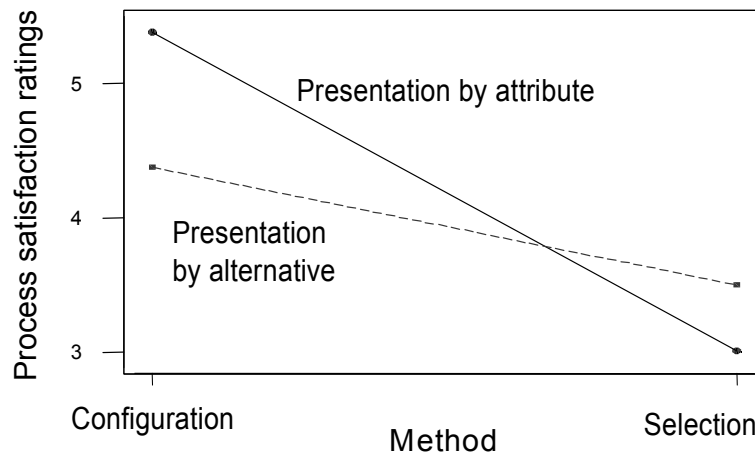 Process satisfaction ratings
5
4
3
Presentation by attribute
Presentation
by alternative
Configuration
Selection
Method